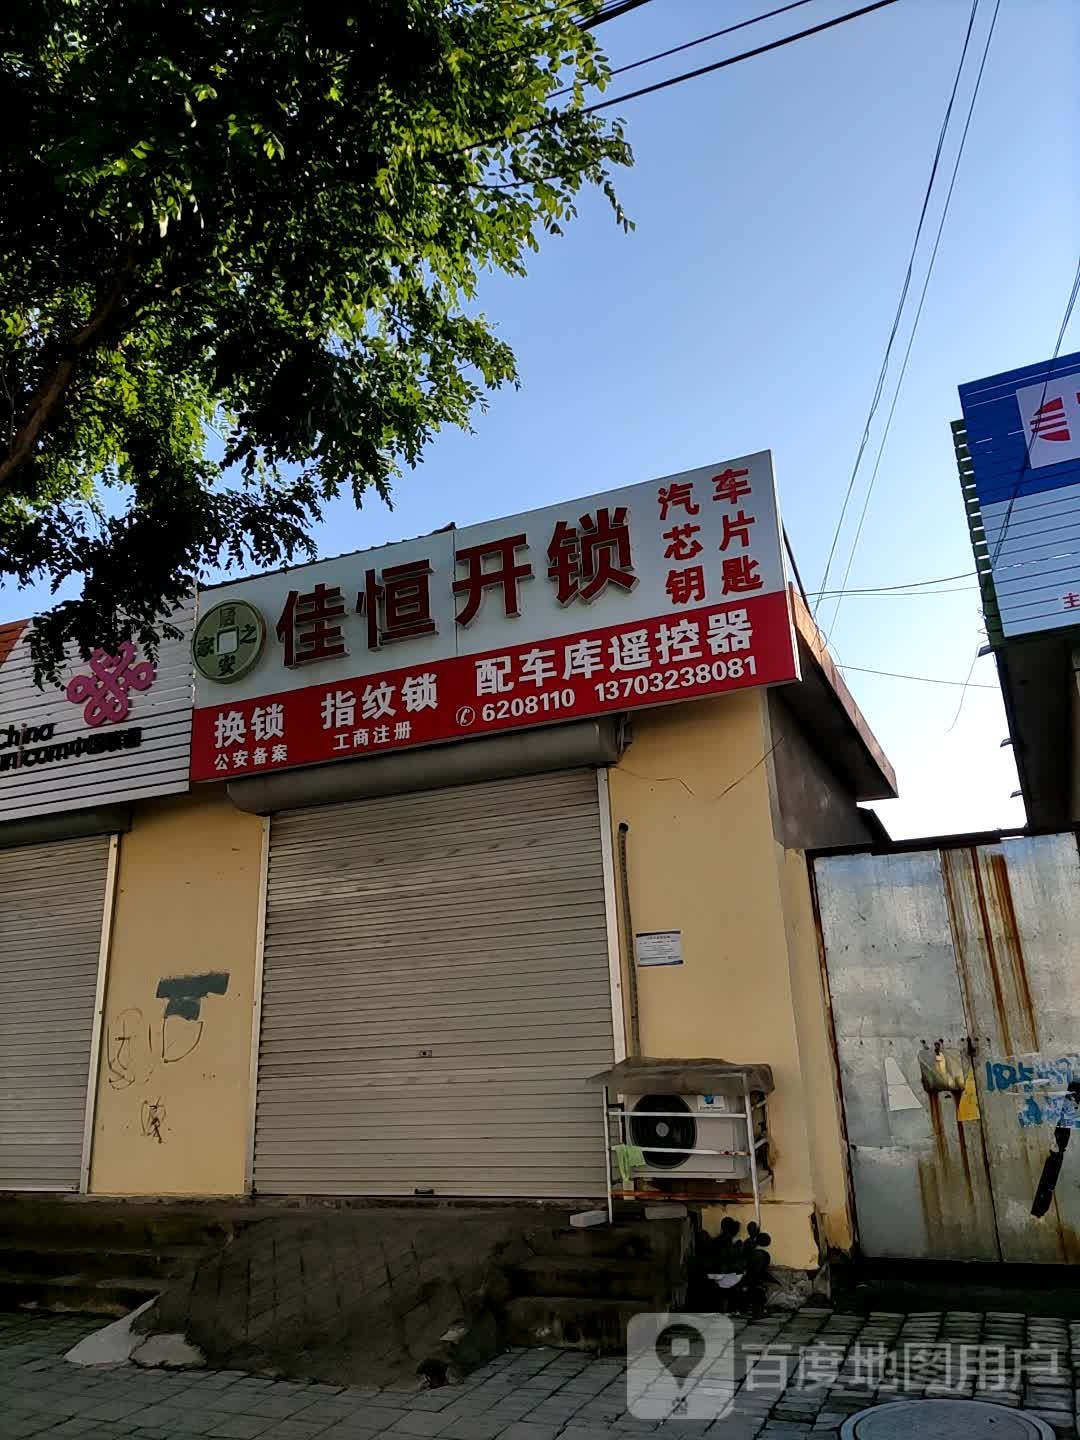 佳恒开锁
汽车
芯片
钥匙
居之安家
换锁 指纹锁 配车库遥控器
公安备案 工商注册 6208110 13703238081
china
unicom中国联通
主
百度地图用户